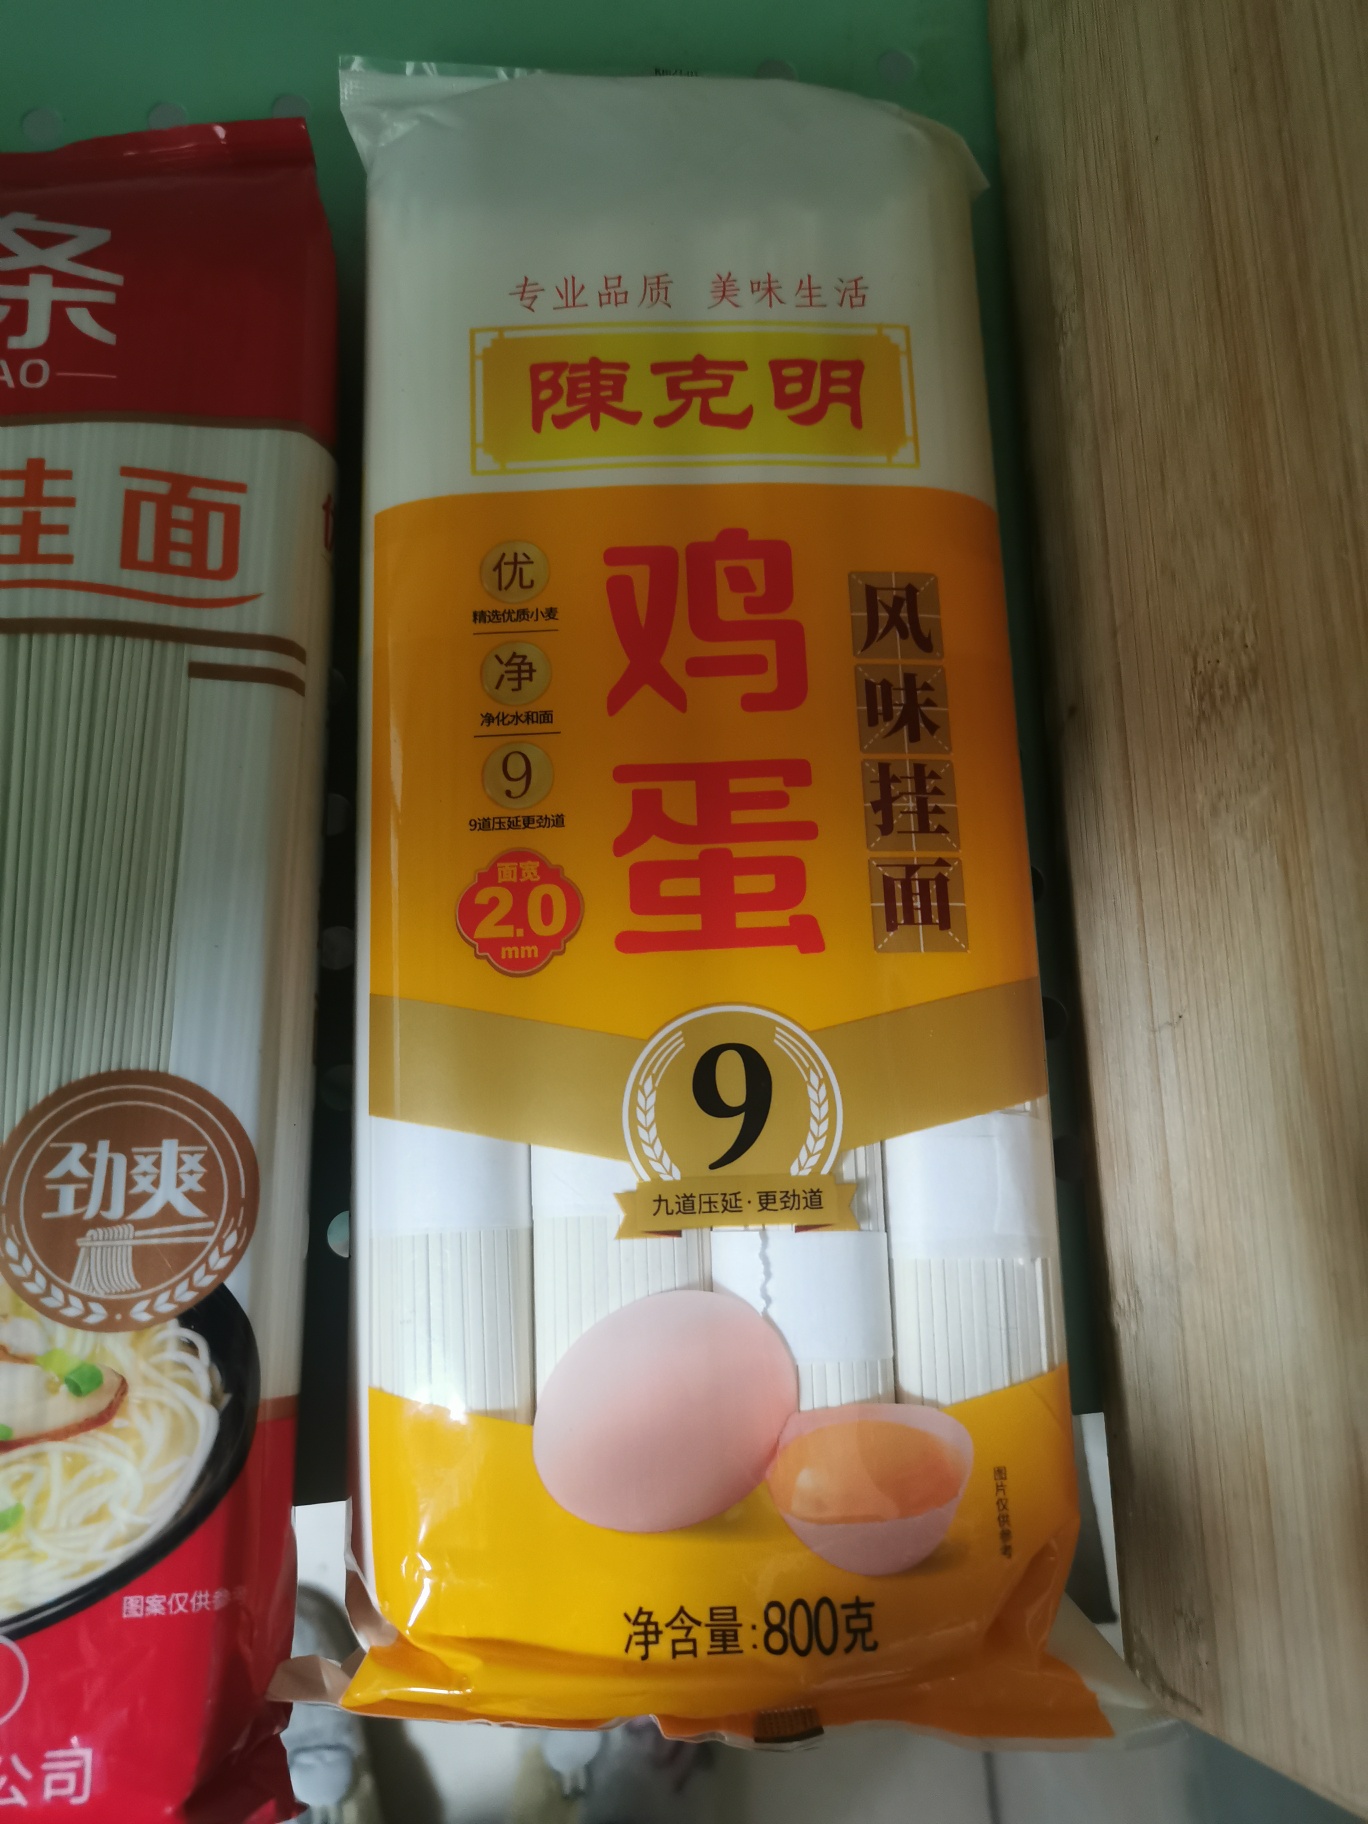 条
AO
挂面
劲爽
图案仅供参考
公司
专业品质 美味生活
陳克明
鸡蛋
风味挂面
优
精选优质小麦
净
净化水和面
9
9道压延更劲道
面宽
2.0
mm
9
九道压延·更劲道
图片仅供参考
净含量:800克